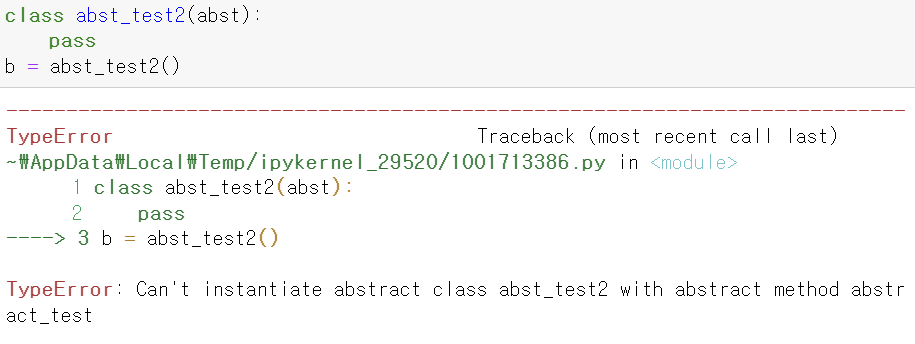 class abst_test2(abst):
    pass
b = abst_test2()
---------------------------------------------------------------------------
TypeError                                 Traceback (most recent call last)
~₩AppData₩Local₩Temp/ipykernel_29520/1001713386.py in <module>
      1 class abst_test2(abst):
      2     pass
----> 3 b = abst_test2()

TypeError: Can't instantiate abstract class abst_test2 with abstract method abstr
act_test